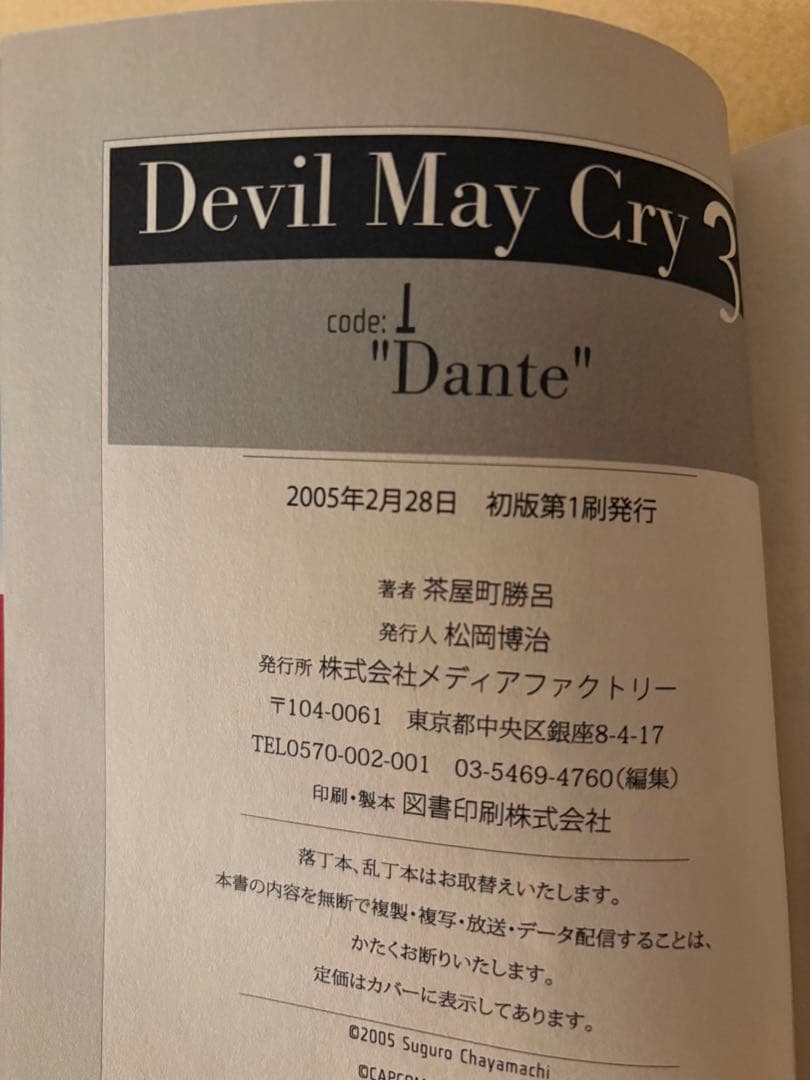 Devil May Cry 3
code: 1
"Dante"
2005年2月28日　初版第1刷発行
著者 茶屋町勝呂
発行人 松岡博治
発行所 株式会社メディアファクトリー
〒104-0061　東京都中央区銀座8-4-17
TEL0570-002-001　03-5469-4760(編集)
印刷・製本 図書印刷株式会社
落丁本、乱丁本はお取替えいたします。
本書の内容を無断で複製・複写・放送・データ配信することは、
かたくお断りいたします。
定価はカバーに表示してあります。
©2005 Suguro Chayamachi